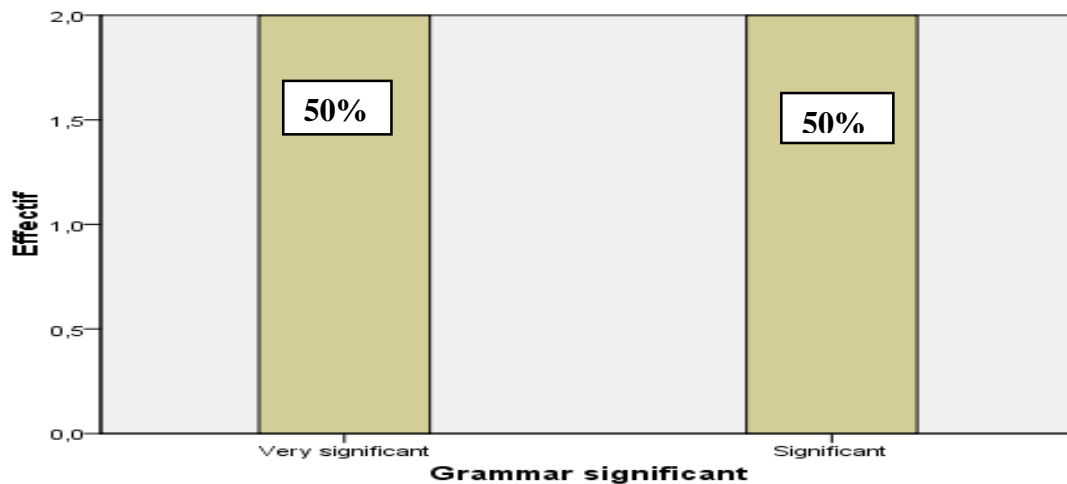 2,0
50%
50%
1,5
Effectif
1,0
0,5
0,0
Very significant
Significant
Grammar significant